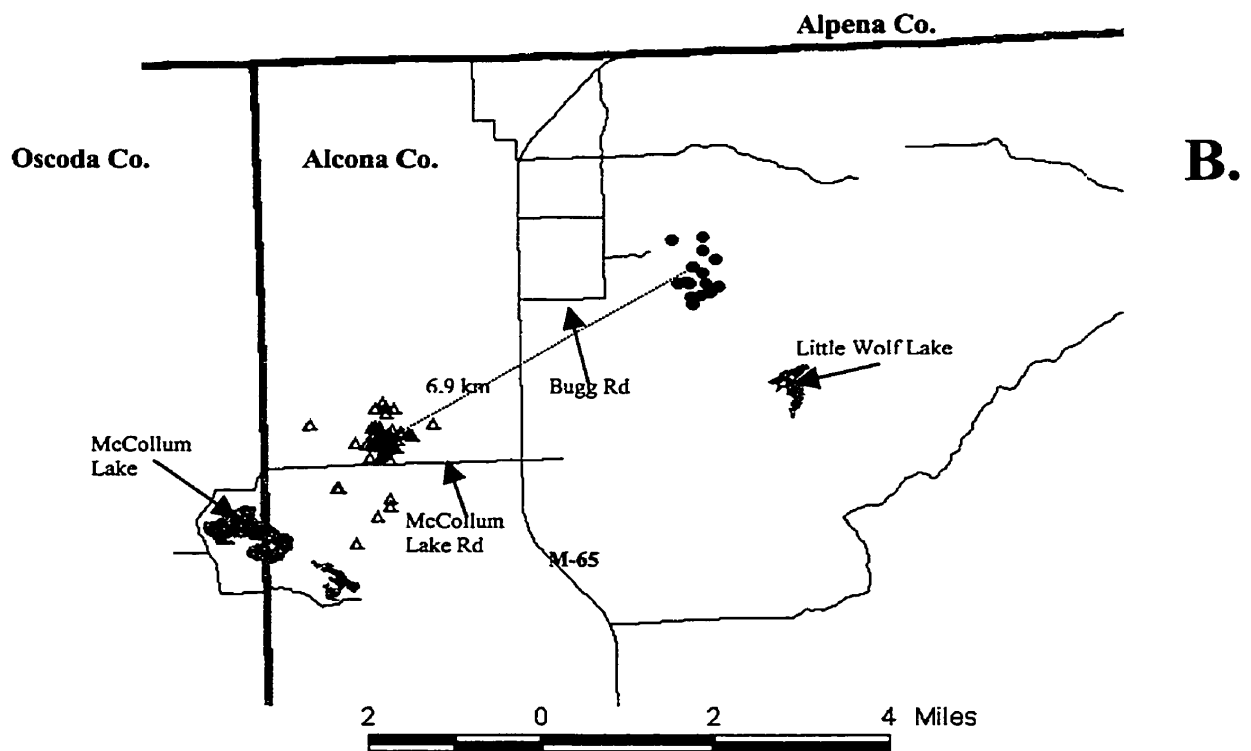 Alpena Co.
Oscoda Co.
Alcona Co.
B.
Little Wolf Lake
6.9 km
Bugg Rd
McCollum
Lake
McCollum
Lake Rd
M-65
2 0 2 4 Miles